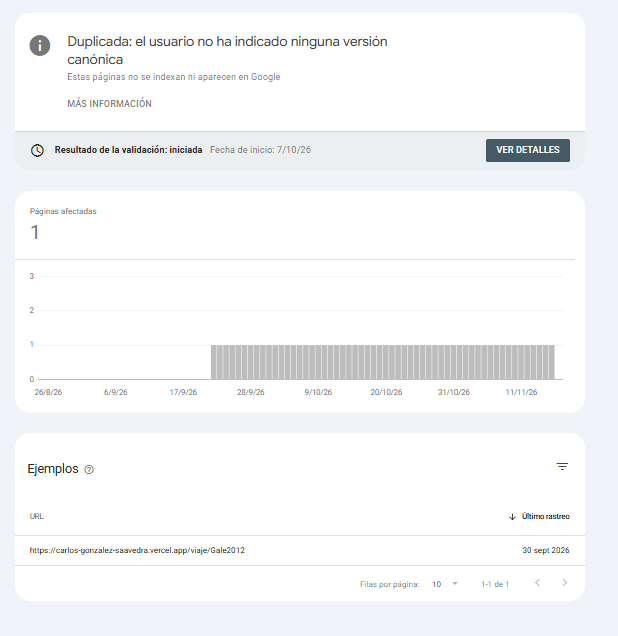 Duplicada: el usuario no ha indicado ninguna versión
canónica
Estas páginas no se indexan ni aparecen en Google
MÁS INFORMACIÓN
Resultado de la validación: iniciada Fecha de inicio: 7/10/26
VER DETALLES
Páginas afectadas
1
3
2
1
0
26/8/26 6/9/26 17/9/26 28/9/26 9/10/26 20/10/26 31/10/26 11/11/26
Ejemplos
URL Último rastreo
https://carlos-gonzalez-saavedra.vercel.app/viaje/Gale2012 30 sept 2026
Filas por página: 10 1-1 de 1